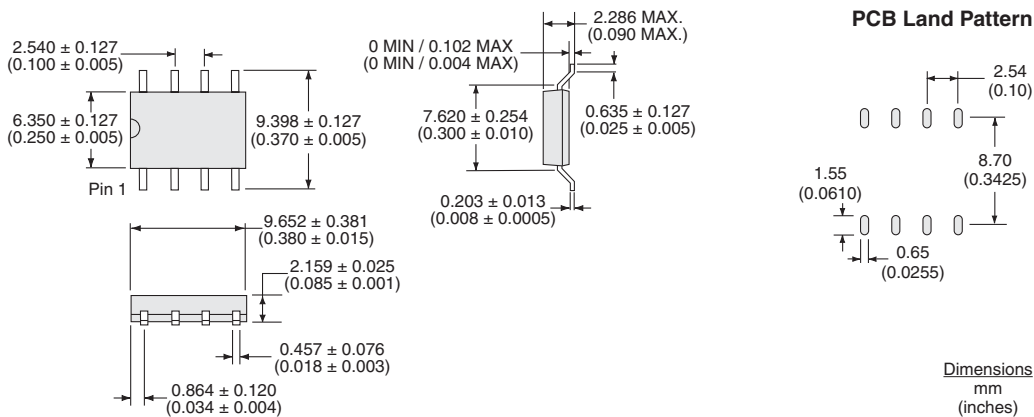 2.540 ± 0.127
(0.100 ± 0.005)
6.350 ± 0.127
(0.250 ± 0.005)
9.398 ± 0.127
(0.370 ± 0.005)
Pin 1
9.652 ± 0.381
(0.380 ± 0.015)
2.159 ± 0.025
(0.085 ± 0.001)
0.457 ± 0.076
(0.018 ± 0.003)
0.864 ± 0.120
(0.034 ± 0.004)
2.286 MAX.
(0.090 MAX.)
0 MIN / 0.102 MAX
(0 MIN / 0.004 MAX)
7.620 ± 0.254
(0.300 ± 0.010)
0.635 ± 0.127
(0.025 ± 0.005)
0.203 ± 0.013
(0.008 ± 0.0005)
PCB Land Pattern
2.54
(0.10)
8.70
(0.3425)
1.55
(0.0610)
0.65
(0.0255)
Dimensions
mm
(inches)